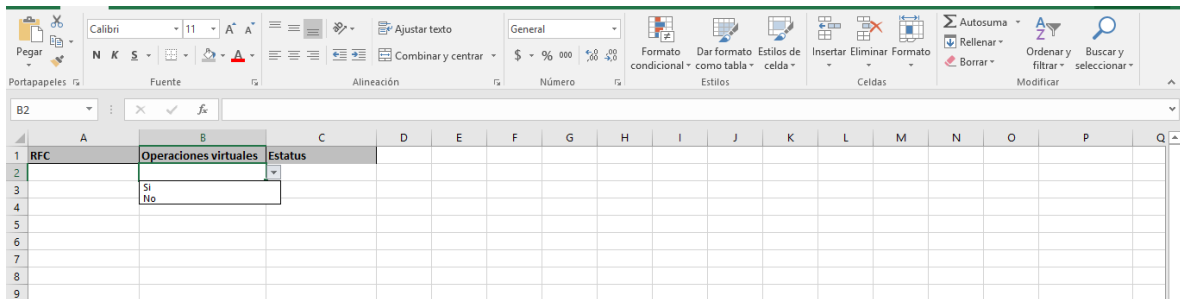 Calibri 11 A A Ajustar texto General Autosuma
Rellenar
Borrar
Pegar N K S A Combinar y centrar $ % 000 Formato condicional Dar formato como tabla Estilos de celda Insertar Eliminar Formato Ordenar y filtrar Buscar y seleccionar
Portapapeles Fuente Alineación Número Estilos Celdas Modificar
B2 fx
A B C D E F G H I J K L M N O P Q
1 RFC Operaciones virtuales Estatus
2
Si
3
No
4
5
6
7
8
9